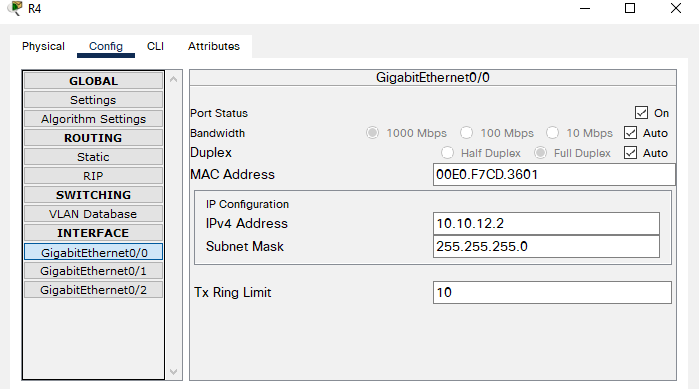 R4
Physical Config CLI Attributes
GLOBAL
Settings
Algorithm Settings
ROUTING
Static
RIP
SWITCHING
VLAN Database
INTERFACE
GigabitEthernet0/0
GigabitEthernet0/1
GigabitEthernet0/2
GigabitEthernet0/0
Port Status On
Bandwidth 1000 Mbps 100 Mbps 10 Mbps Auto
Duplex Half Duplex Full Duplex Auto
MAC Address 00E0.F7CD.3601
IP Configuration
IPv4 Address 10.10.12.2
Subnet Mask 255.255.255.0
Tx Ring Limit 10